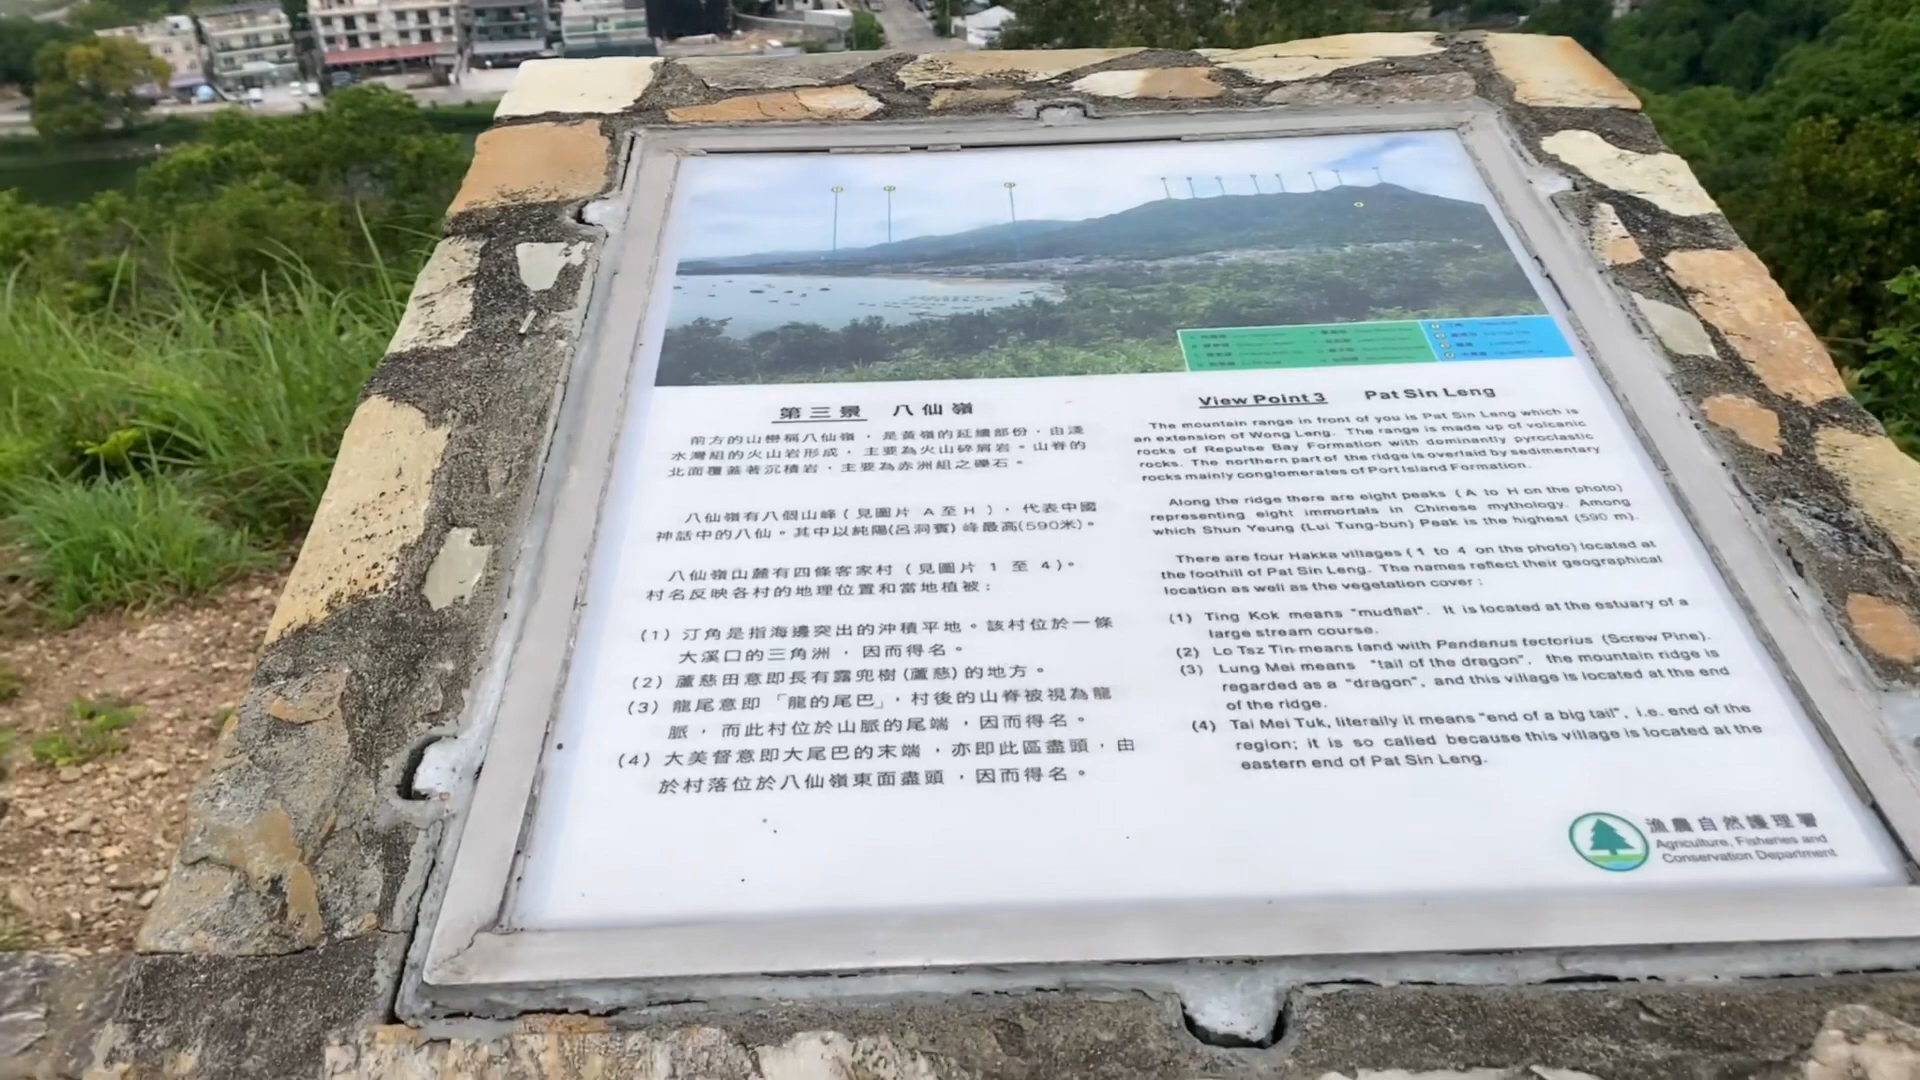 第三景 八仙嶺
前方的山巒稱八仙嶺，是黃嶺的延續部份，由淺
水灣組的火山岩形成，主要為火山碎屑岩。山脊的
北面覆蓋著沉積岩，主要為赤洲組之礫石。
八仙嶺有八個山峰（見圖片 A 至 H），代表中國
神話中的八仙。其中以純陽(呂洞賓) 峰最高(590米)。
八仙嶺山麓有四條客家村（見圖片 1 至 4）。
村名反映各村的地理位置和當地植被：
(1) 汀角是指海邊突出的沖積平地。該村位於一條
大溪口的三角洲，因而得名。
(2) 蘆慈田意即長有露兜樹(蘆慈)的地方。
(3) 龍尾意即「龍的尾巴」，村後的山脊被視為龍
脈，而此村位於山脈的尾端，因而得名。
(4) 大美督意即大尾巴的末端，亦即此區盡頭，由
於村落位於八仙嶺東面盡頭，因而得名。
View Point 3 Pat Sin Leng
The mountain range in front of you is Pat Sin Leng which is
an extension of Wong Leng. The range is made up of volcanic
rocks of Repulse Bay Formation with dominantly pyroclastic
rocks. The northern part of the ridge is overlaid by sedimentary
rocks mainly conglomerates of Port Island Formation.
Along the ridge there are eight peaks (A to H on the photo)
representing eight immortals in Chinese mythology. Among
which Shun Yeung (Lui Tung-bun) Peak is the highest (590 m).
There are four Hakka villages (1 to 4 on the photo) located at
the foothill of Pat Sin Leng. The names reflect their geographical
location as well as the vegetation cover :
(1) Ting Kok means "mudflat". It is located at the estuary of a
large stream course.
(2) Lo Tsz Tin means land with Pandanus tectorius (Screw Pine).
(3) Lung Mei means "tail of the dragon", the mountain ridge is
regarded as a "dragon", and this village is located at the end
of the ridge.
(4) Tai Mei Tuk, literally it means "end of a big tail", i.e. end of the
region; it is so called because this village is located at the
eastern end of Pat Sin Leng.
漁農自然護理署
Agriculture, Fisheries and
Conservation Department